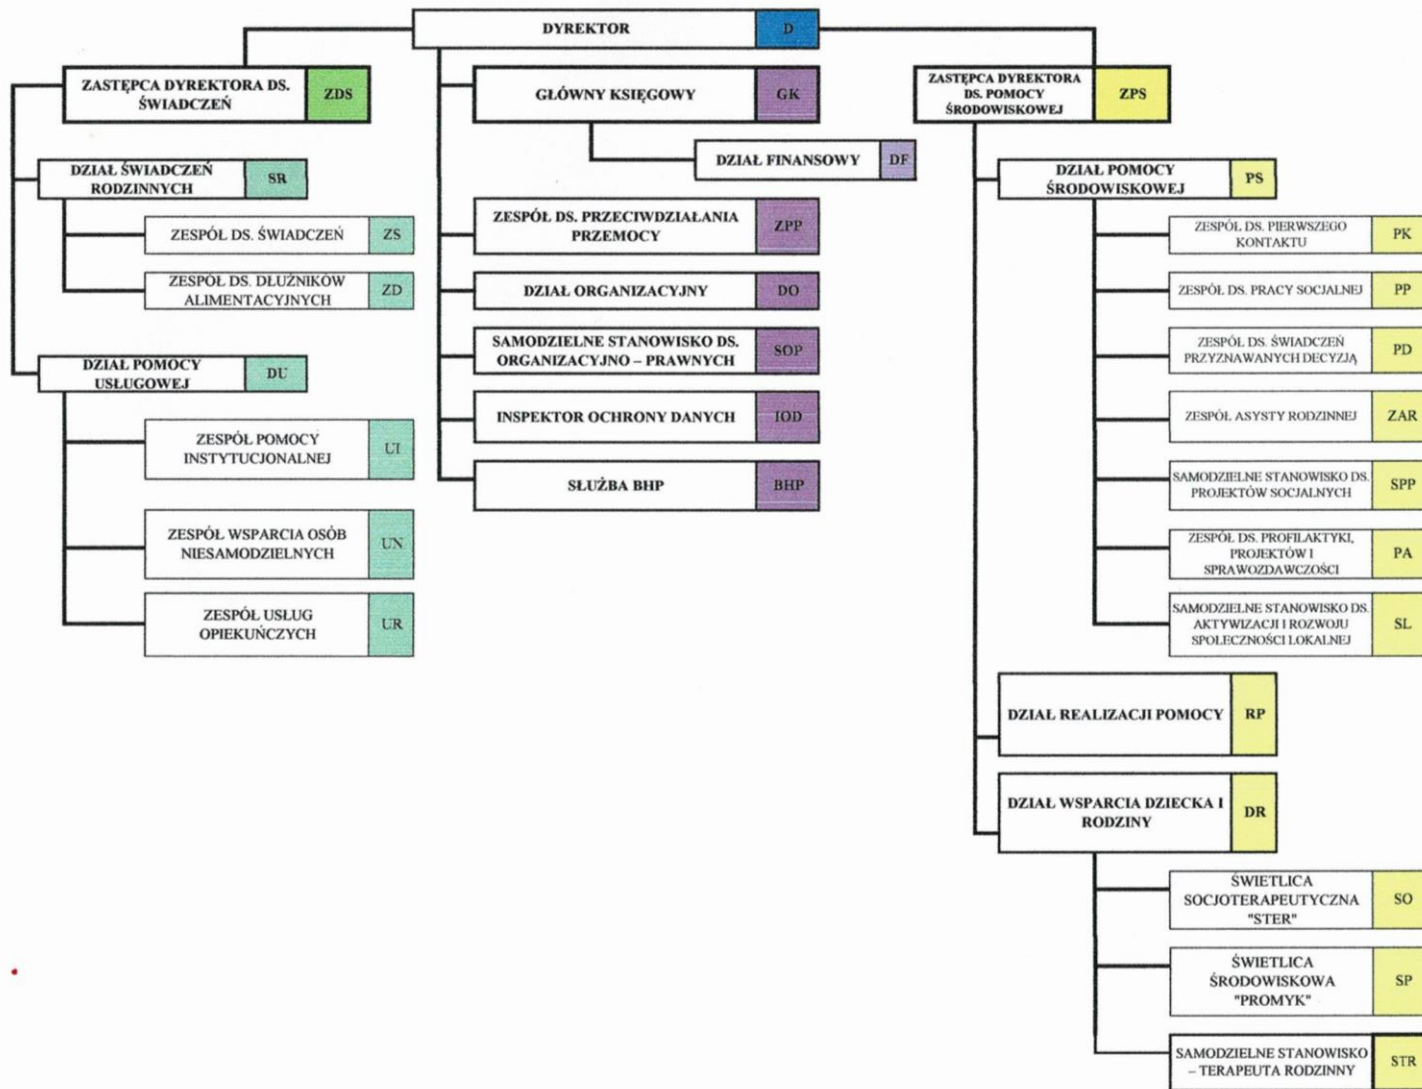 DYREKTOR
D
ZASTĘPCA DYREKTORA DS.
ŚWIADCZEŃ
ZDS
DZIAŁ ŚWIADCZEŃ
RODZINNYCH
SR
ZESPÓŁ DS. ŚWIADCZEŃ
ZS
ZESPÓŁ DS. DŁUŻNIKÓW
ALIMENTACYJNYCH
ZD
DZIAŁ POMOCY
USŁUGOWEJ
DU
ZESPÓŁ POMOCY
INSTYTUCJONALNEJ
UI
ZESPÓŁ WSPARCIA OSÓB
NIESAMODZIELNYCH
UN
ZESPÓŁ USŁUG
OPIEKUŃCZYCH
UR
GŁÓWNY KSIĘGOWY
GK
DZIAŁ FINANSOWY
DF
ZESPÓŁ DS. PRZECIWDZIAŁANIA
PRZEMOCY
ZPP
DZIAŁ ORGANIZACYJNY
DO
SAMODZIELNE STANOWISKO DS.
ORGANIZACYJNO – PRAWNYCH
SOP
INSPEKTOR OCHRONY DANYCH
IOD
SŁUŻBA BHP
BHP
ZASTĘPCA DYREKTORA
DS. POMOCY
ŚRODOWISKOWEJ
ZPS
DZIAŁ POMOCY
ŚRODOWISKOWEJ
PS
ZESPÓŁ DS. PIERWSZEGO
KONTAKTU
PK
ZESPÓŁ DS. PRACY SOCJALNEJ
PP
ZESPÓŁ DS. ŚWIADCZEŃ
PRZYZNAWANYCH DECYZJĄ
PD
ZESPÓŁ ASYSTY RODZINNEJ
ZAR
SAMODZIELNE STANOWISKO DS.
PROJEKTÓW SOCJALNYCH
SPP
ZESPÓŁ DS. PROFILAKTYKI,
PROJEKTÓW I
SPRAWOZDAWCZOŚCI
PA
SAMODZIELNE STANOWISKO DS.
AKTYWIZACJI I ROZWOJU
SPOŁECZNOŚCI LOKALNEJ
SL
DZIAŁ REALIZACJI POMOCY
RP
DZIAŁ WSPARCIA DZIECKA I
RODZINY
DR
ŚWIETLICA
SOCJOTERAPEUTYCZNA
"STER"
SO
ŚWIETLICA
ŚRODOWISKOWA
"PROMYK"
SP
SAMODZIELNE STANOWISKO
– TERAPEUTA RODZINNY
STR